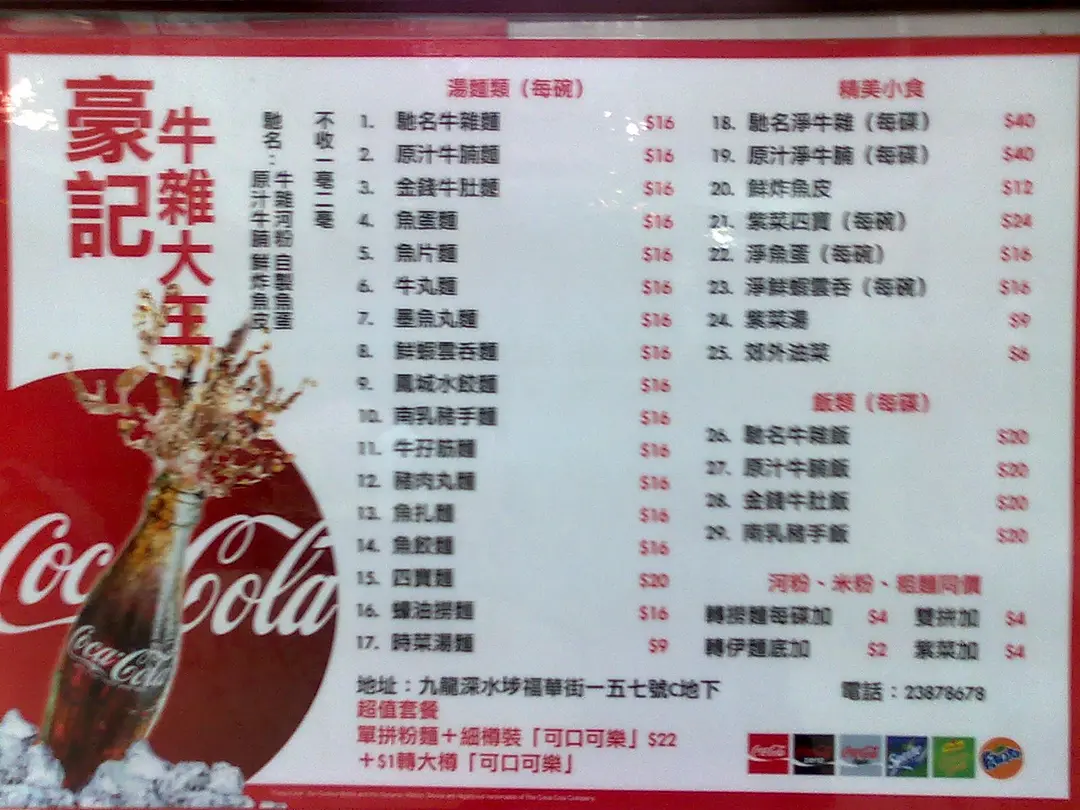 豪記
牛雜大王
不收一毫二毫
馳名：牛雜河粉 自製魚蛋
原汁牛腩 鮮炸魚皮
湯麵類（每碗）
1. 馳名牛雜麵 $16
2. 原汁牛腩麵 $16
3. 金錢牛肚麵 $16
4. 魚蛋麵 $16
5. 魚片麵 $16
6. 牛丸麵 $16
7. 墨魚丸麵 $16
8. 鮮蝦雲吞麵 $16
9. 鳳城水餃麵 $16
10. 南乳豬手麵 $16
11. 牛孖筋麵 $16
12. 豬肉丸麵 $16
13. 魚扎麵 $16
14. 魚餃麵 $16
15. 四寶麵 $20
16. 蠔油撈麵 $16
17. 時菜湯麵 $9
精美小食
18. 馳名淨牛雜（每碟） $40
19. 原汁淨牛腩（每碟） $40
20. 鮮炸魚皮 $12
21. 紫菜四寶（每碗） $24
22. 淨魚蛋（每碗） $16
23. 淨鮮蝦雲吞（每碗） $16
24. 紫菜湯 $9
25. 郊外油菜 $6
飯類（每碟）
26. 馳名牛雜飯 $20
27. 原汁牛腩飯 $20
28. 金錢牛肚飯 $20
29. 南乳豬手飯 $20
河粉、米粉、粗麵同價
轉撈麵每碟加 $4 雙拼加 $4
轉伊麵底加 $2 紫菜加 $4
地址：九龍深水埗福華街一五七號C地下 電話：23878678
超值套餐
單拼粉麵＋細樽裝「可口可樂」$22
＋$1轉大樽「可口可樂」
Coca-Cola
Coca-Cola
Coca-Cola
zero
Sprite
Fanta